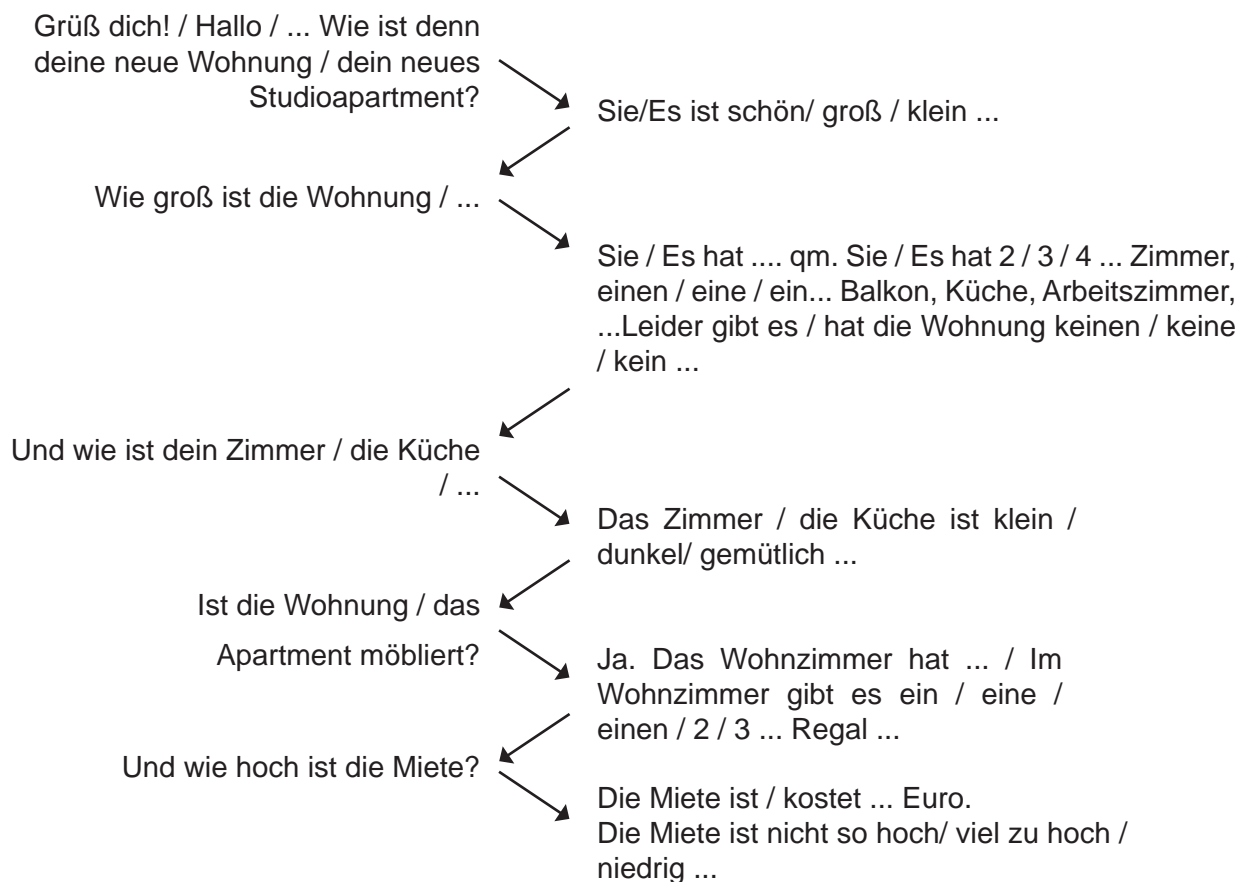 Grüß dich! / Hallo / ... Wie ist denn
deine neue Wohnung / dein neues
Studioapartment?
Sie/Es ist schön/ groß / klein ...
Wie groß ist die Wohnung / ...
Sie / Es hat .... qm. Sie / Es hat 2 / 3 / 4 ... Zimmer,
einen / eine / ein... Balkon, Küche, Arbeitszimmer,
...Leider gibt es / hat die Wohnung keinen / keine
/ kein ...
Und wie ist dein Zimmer / die Küche
/ ...
Das Zimmer / die Küche ist klein /
dunkel/ gemütlich ...
Ist die Wohnung / das
Apartment möbliert?
Ja. Das Wohnzimmer hat ... / Im
Wohnzimmer gibt es ein / eine /
einen / 2 / 3 ... Regal ...
Und wie hoch ist die Miete?
Die Miete ist / kostet ... Euro.
Die Miete ist nicht so hoch/ viel zu hoch /
niedrig ...